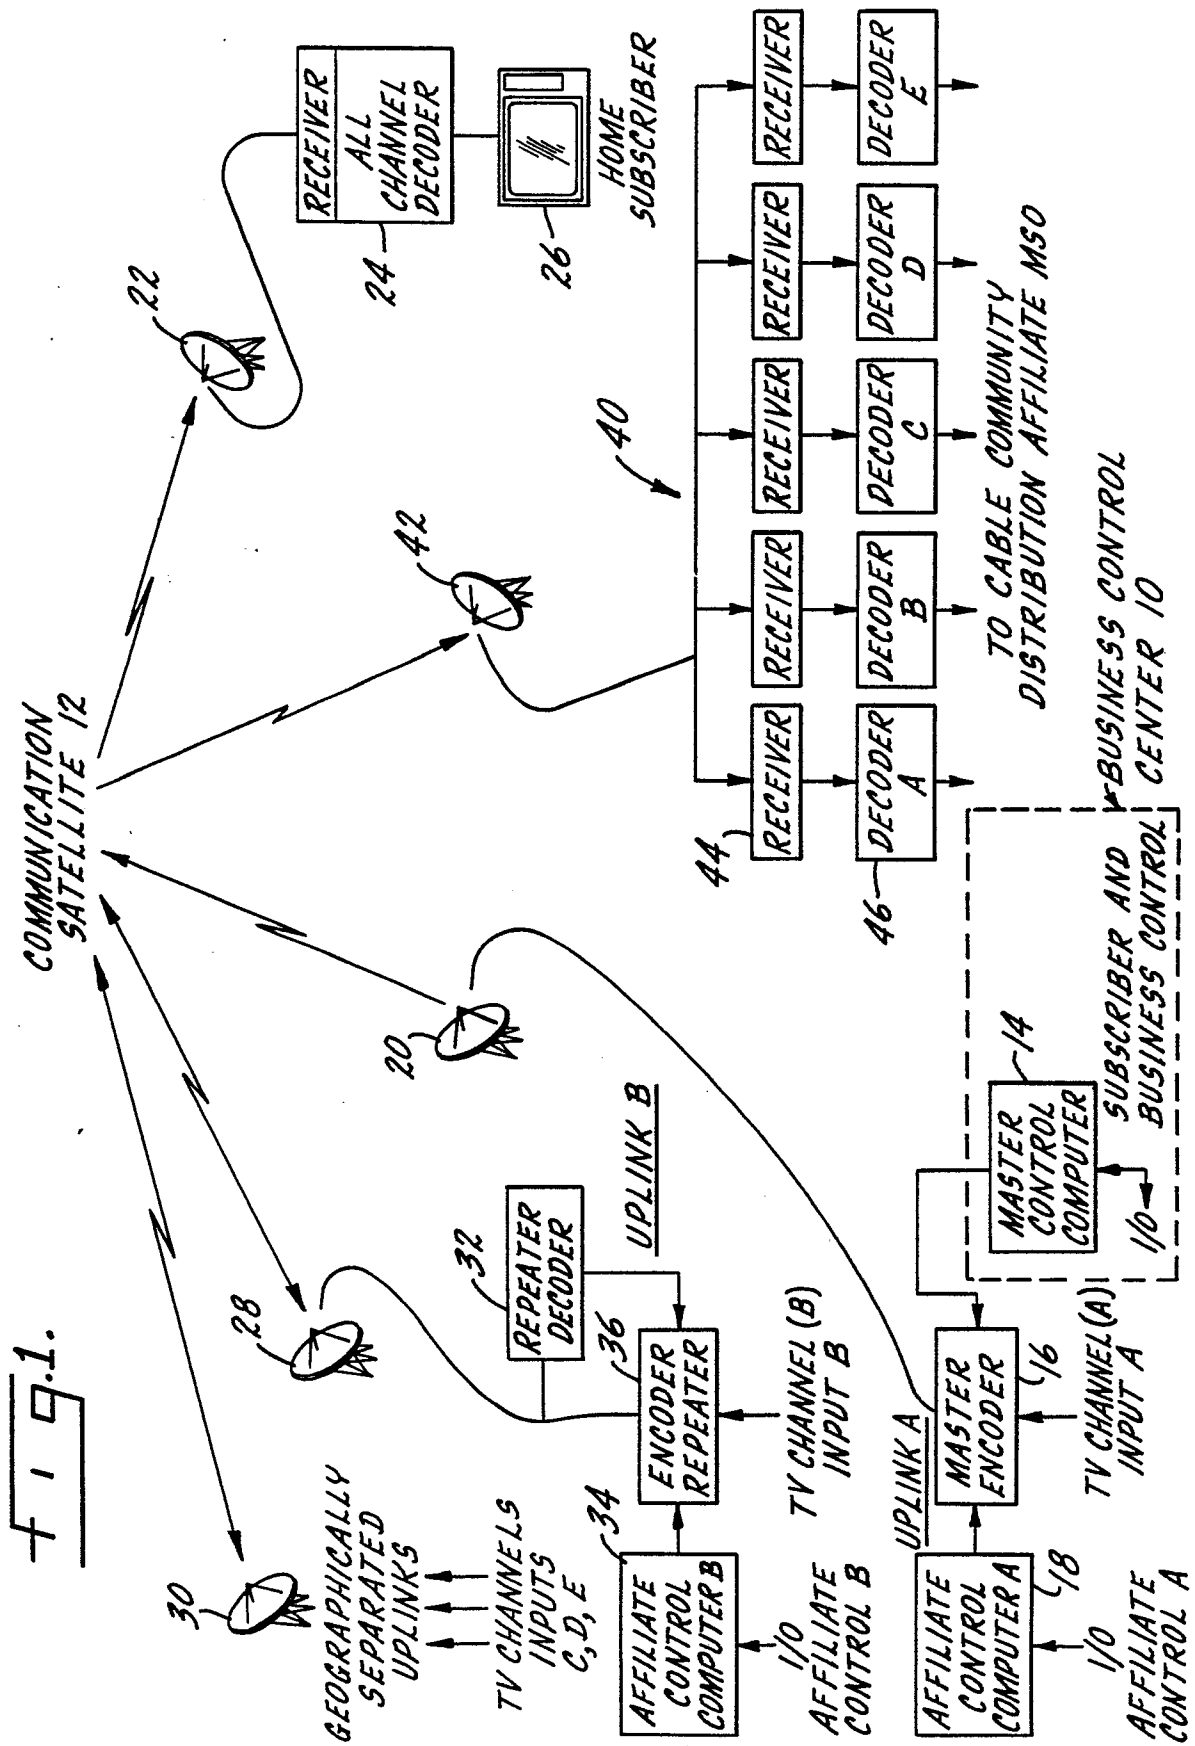 Fig. 1.
COMMUNICATION
SATELLITE 12
30
GEOGRAPHICALLY
SEPARATED
UPLINKS
TV CHANNELS
INPUTS
C, D, E
28
20
42
22
RECEIVER
ALL
CHANNEL
DECODER
24
26
HOME
SUBSCRIBER
32
REPEATER
DECODER
UPLINK B
34
AFFILIATE
CONTROL
COMPUTER B
36
ENCODER
REPEATER
I/O
AFFILIATE
CONTROL B
TV CHANNEL (B)
INPUT B
40
44
RECEIVER
RECEIVER
RECEIVER
RECEIVER
RECEIVER
46
DECODER
A
DECODER
B
DECODER
C
DECODER
D
DECODER
E
TO CABLE COMMUNITY
DISTRIBUTION AFFILIATE MSO
UPLINK A
AFFILIATE
CONTROL
COMPUTER A
18
MASTER
ENCODER
16
I/O
AFFILIATE
CONTROL A
TV CHANNEL (A)
INPUT A
MASTER
CONTROL
COMPUTER
14
I/O
SUBSCRIBER AND
BUSINESS CONTROL
BUSINESS CONTROL
CENTER 10